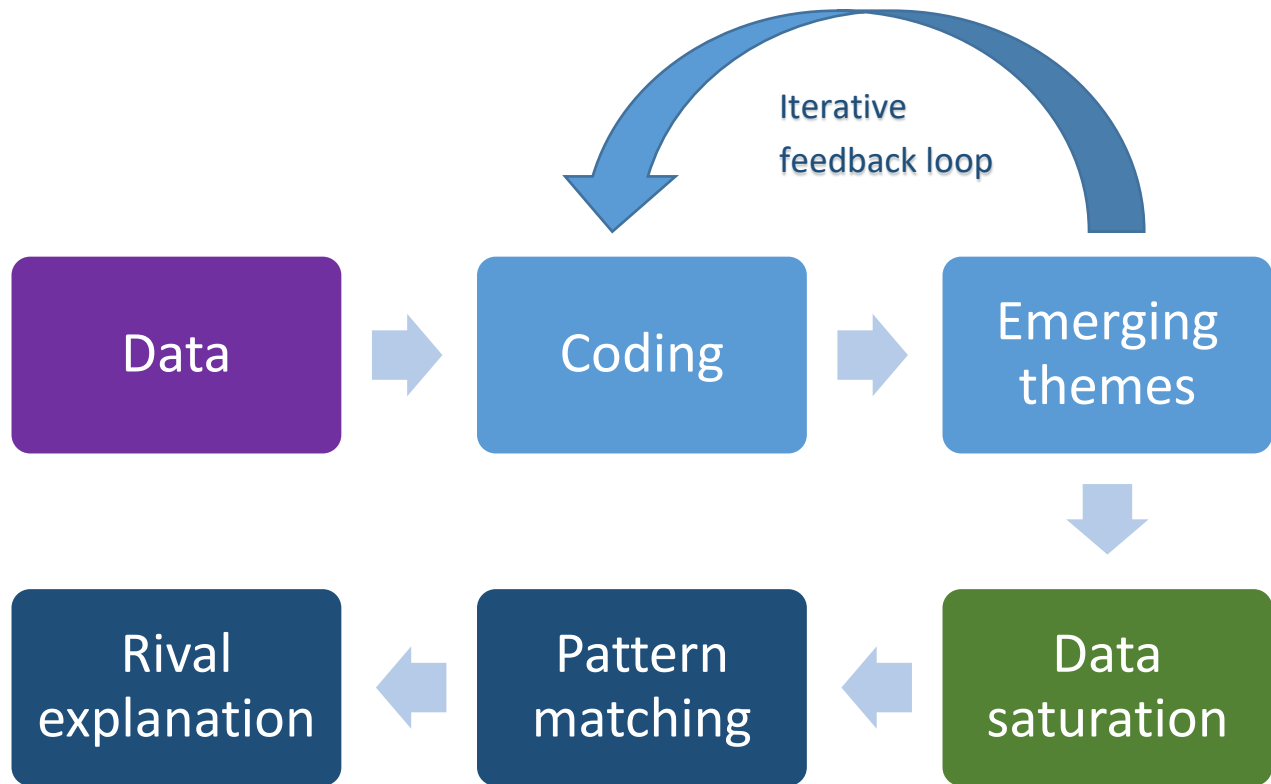 Iterative
feedback loop
Data
Coding
Emerging
themes
Rival
explanation
Pattern
matching
Data
saturation